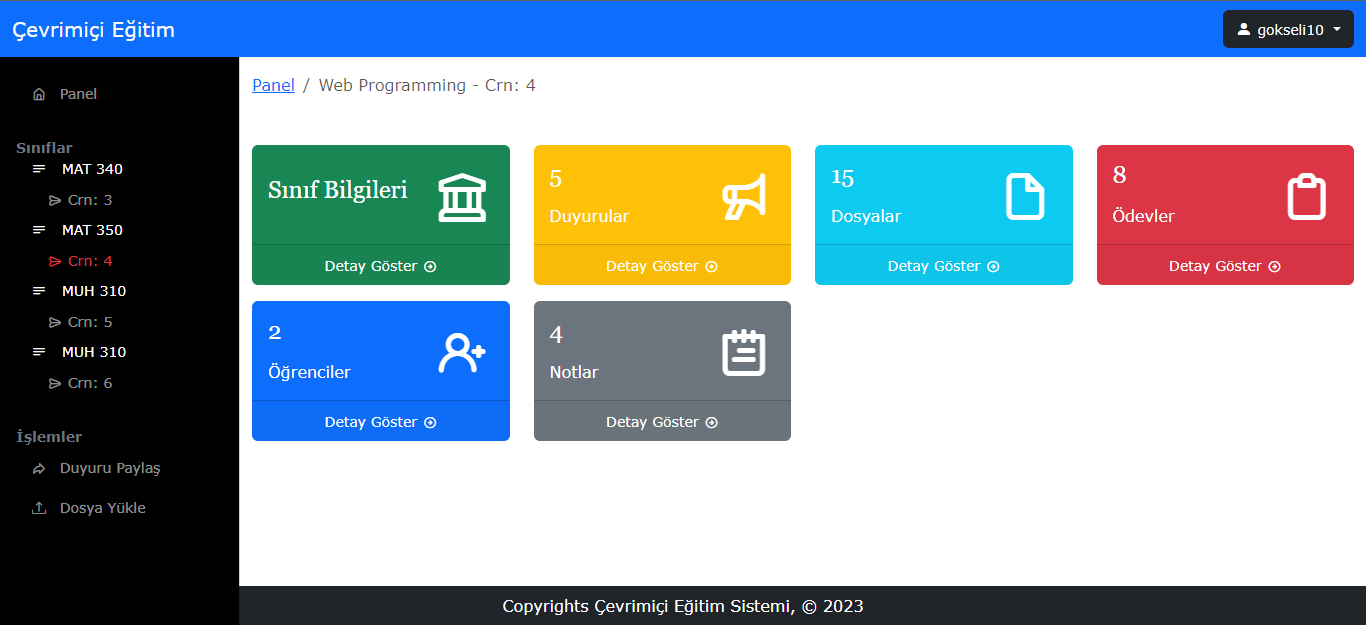 Çevrimiçi Eğitim
gokseli10
Panel
Sınıflar
MAT 340
Crn: 3
MAT 350
Crn: 4
MUH 310
Crn: 5
MUH 310
Crn: 6
İşlemler
Duyuru Paylaş
Dosya Yükle
Panel / Web Programming - Crn: 4
Sınıf Bilgileri
Detay Göster
5
Duyurular
Detay Göster
15
Dosyalar
Detay Göster
8
Ödevler
Detay Göster
2
Öğrenciler
Detay Göster
4
Notlar
Detay Göster
Copyrights Çevrimiçi Eğitim Sistemi, © 2023